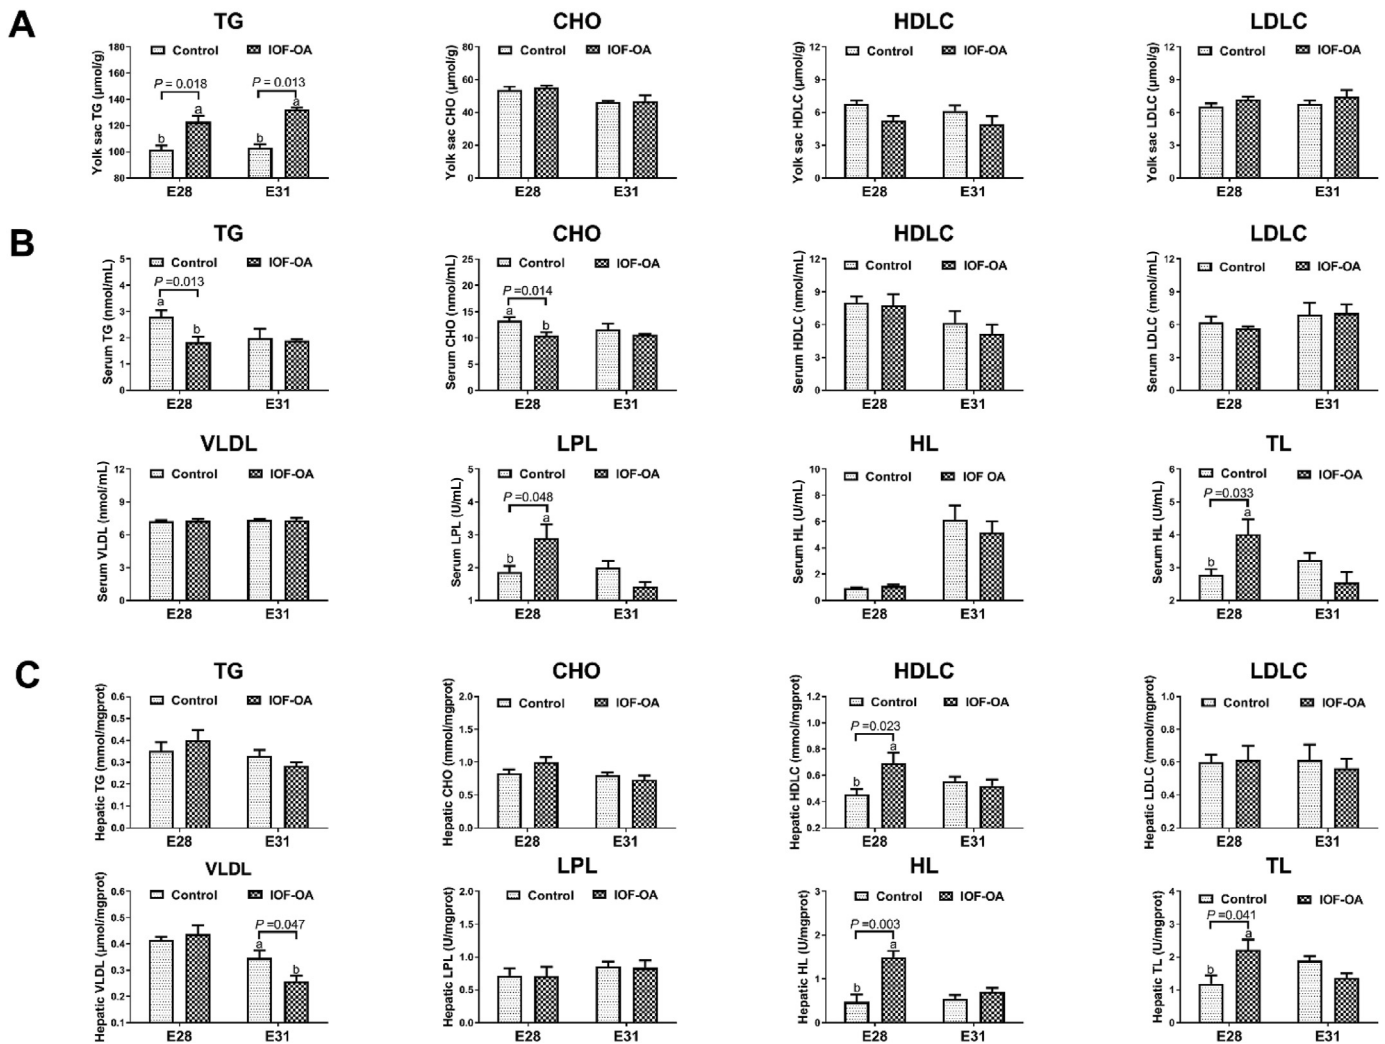 A
TG
CHO
HDLC
LDLC
Control IOF-OA
Control IOF-OA
Control IOF-OA
Control IOF-OA
Yolk sac TG (µmol/g)
180
160
140
120
100
80
P = 0.018
P = 0.013
b
a
b
a
E28 E31
Yolk sac CHO (µmol/g)
80
60
40
20
0
E28 E31
Yolk sac HDLC (µmol/g)
12
9
6
3
0
E28 E31
Yolk sac LDLC (µmol/g)
12
9
6
3
0
E28 E31
B
TG
CHO
HDLC
LDLC
Control IOF-OA
Control IOF-OA
Control IOF-OA
Control IOF-OA
Serum TG (nmol/mL)
5
4
3
2
1
0
P =0.013
a
b
E28 E31
Serum CHO (nmol/mL)
25
20
15
10
5
0
P =0.014
a
b
E28 E31
Serum HDLC (nmol/mL)
12
9
6
3
0
E28 E31
Serum LDLC (nmol/mL)
12
9
6
3
0
E28 E31
VLDL
LPL
HL
TL
Control IOF-OA
Control IOF-OA
Control IOF OA
Control IOF-OA
Serum VLDL (nmol/mL)
12
9
6
3
0
E28 E31
Serum LPL (U/mL)
5
4
3
2
1
P =0.048
b
a
E28 E31
Serum HL (U/mL)
10
8
6
4
2
0
E28 E31
Serum HL (U/mL)
6
5
4
3
2
P =0.033
b
a
E28 E31
C
TG
CHO
HDLC
LDLC
Control IOF-OA
Control IOF-OA
Control IOF-OA
Control IOF-OA
Hepatic TG (mmol/mgprot)
0.6
0.5
0.4
0.3
0.2
0.1
0.0
E28 E31
Hepatic CHO (mmol/mgprot)
2.0
1.5
1.0
0.5
0.0
E28 E31
Hepatic HDLC (mmol/mgprot)
1.2
1.0
0.8
0.6
0.4
0.2
P =0.023
b
a
E28 E31
Hepatic LDLC (mmol/mgprot)
1.0
0.8
0.6
0.4
0.2
E28 E31
VLDL
LPL
HL
TL
Control IOF-OA
Control IOF-OA
Control IOF-OA
Control IOF-OA
Hepatic VLDL (µmol/mgprot)
0.6
0.5
0.4
0.3
0.2
0.1
P =0.047
a
b
E28 E31
Hepatic LPL (U/mgprot)
2.0
1.5
1.0
0.5
0.0
E28 E31
Hepatic HL (U/mgprot)
3
2
1
0
P =0.003
b
a
E28 E31
Hepatic TL (U/mgprot)
4
3
2
1
0
P =0.041
b
a
E28 E31